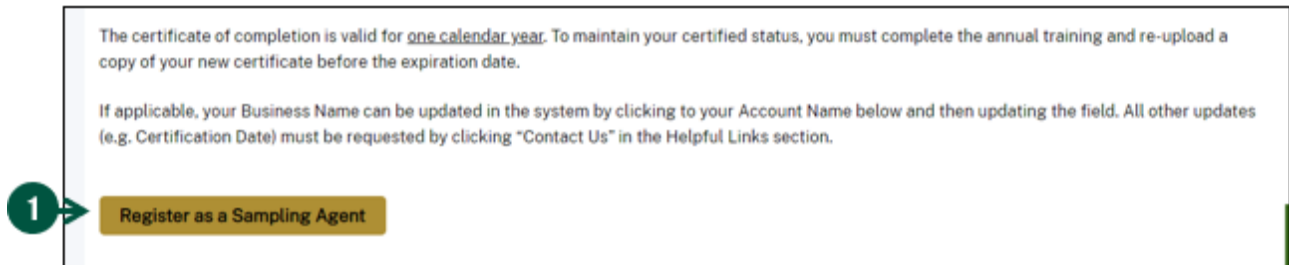 The certificate of completion is valid for one calendar year. To maintain your certified status, you must complete the annual training and re-upload a
copy of your new certificate before the expiration date.
If applicable, your Business Name can be updated in the system by clicking to your Account Name below and then updating the field. All other updates
(e.g. Certification Date) must be requested by clicking "Contact Us" in the Helpful Links section.
1 Register as a Sampling Agent